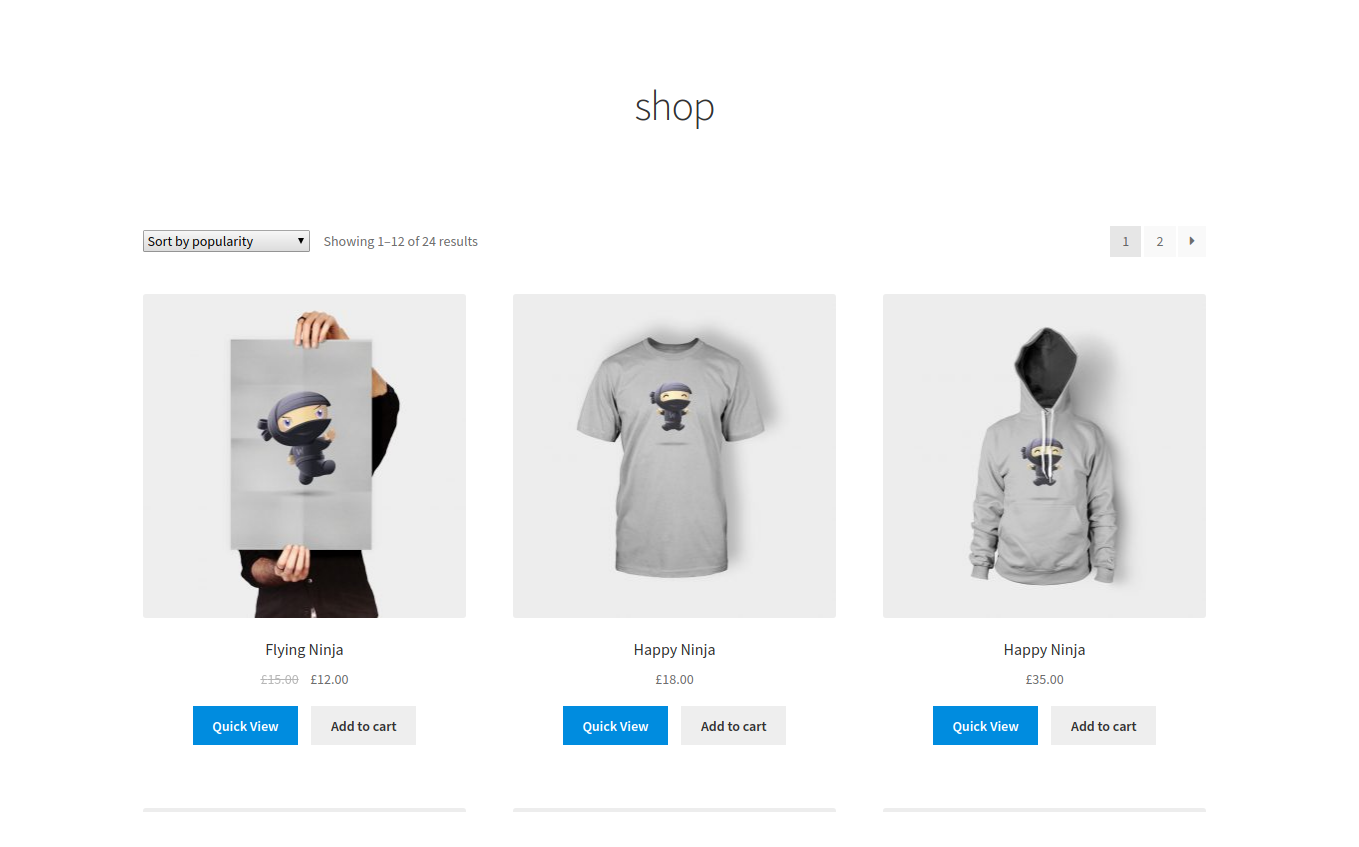 shop
Sort by popularity Showing 1–12 of 24 results 1 2
Flying Ninja Happy Ninja Happy Ninja
£15.00 £12.00 £18.00 £35.00
Quick View Add to cart Quick View Add to cart Quick View Add to cart